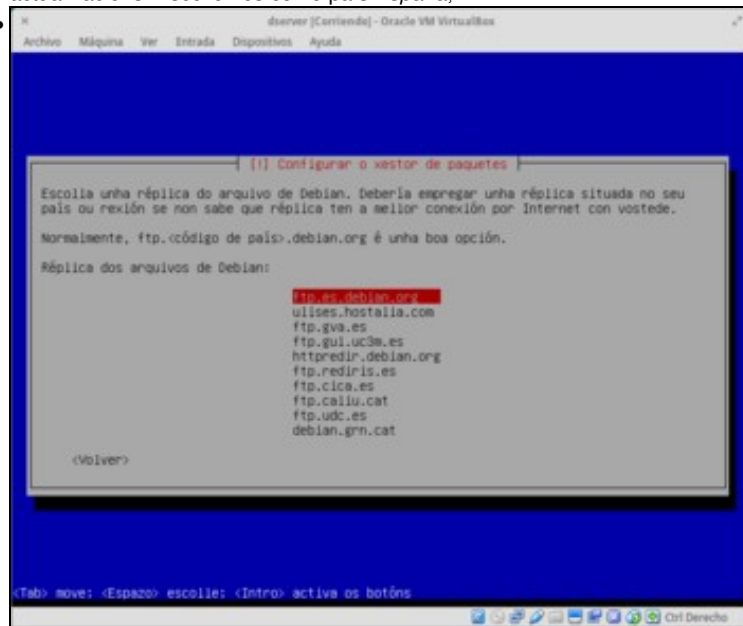 dserver [Corriendo] - Oracle VM VirtualBox
Archivo Máquina Ver Entrada Dispositivos Ayuda
[!] Configurar o xestor de paquetes
Escolla unha réplica do arquivo de Debian. Debería empregar unha réplica situada no seu
país ou rexión se non sabe que réplica ten a mellor conexión por Internet con vostede.
Normalmente, ftp.<código de país>.debian.org é unha boa opción.
Réplica dos arquivos de Debian:
ftp.es.debian.org
ulises.hostalia.com
ftp.gva.es
ftp.gui.uc3m.es
httpredir.debian.org
ftp.rediris.es
ftp.cica.es
ftp.caliu.cat
ftp.udc.es
debian.grn.cat
<Volver>
<Tab> move; <Espazo> escolle; <Intro> activa os botóns
Ctrl Derecho